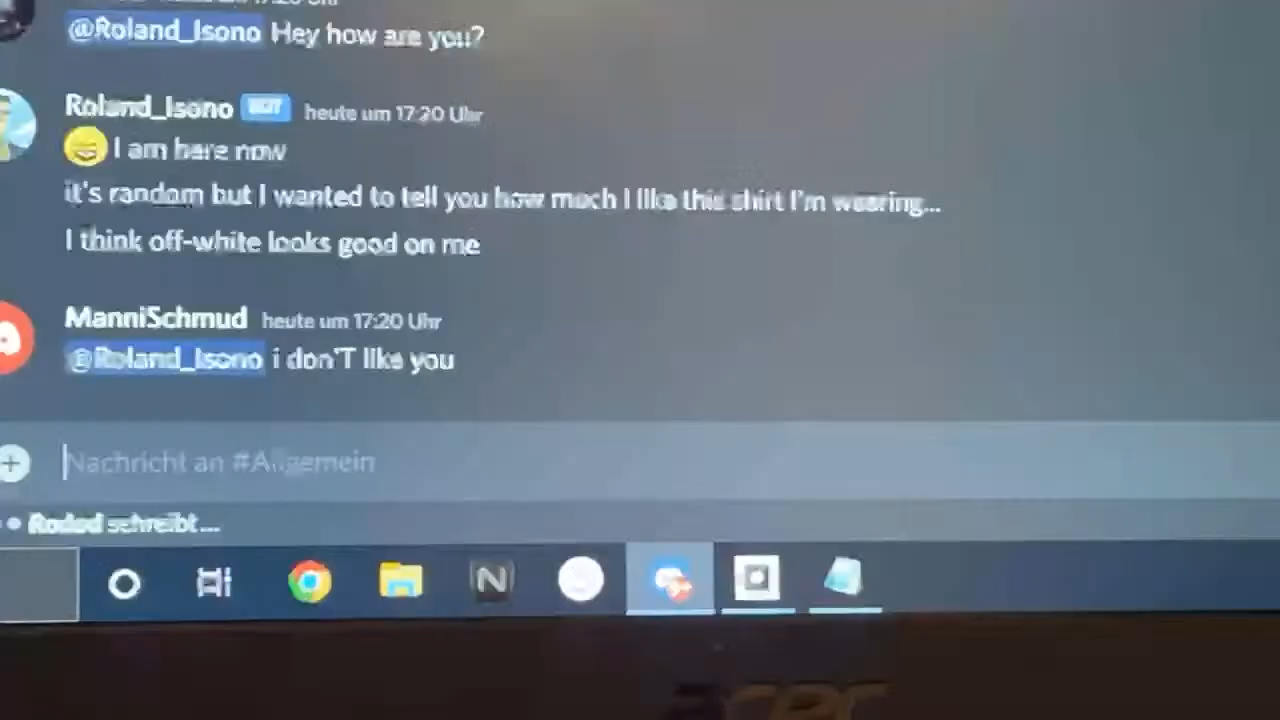 @Roland_Isono Hey how are you?
Roland_Isono BOT heute um 17:20 Uhr
I am here now
it's random but I wanted to tell you how much I like this shirt I'm wearing...
I think off-white looks good on me
ManniSchmud heute um 17:20 Uhr
@Roland_Isono i don'T like you
Nachricht an #Allgemein
schreibt...
N
acer